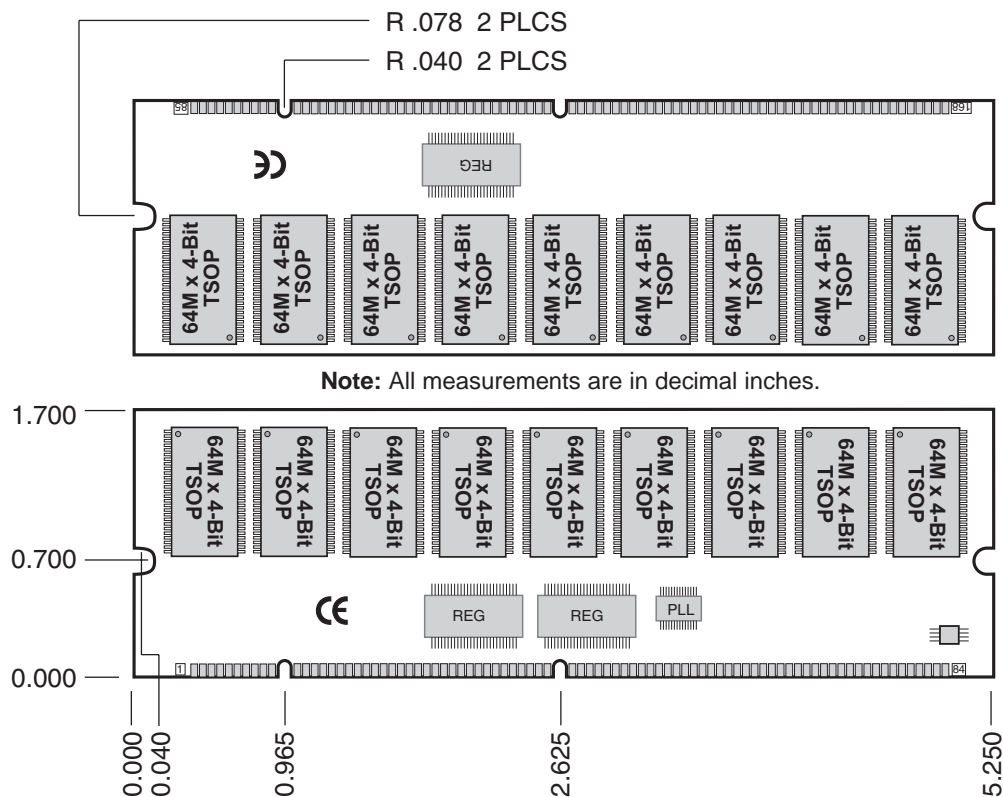 R .078 2 PLCS
R .040 2 PLCS
85
168
CE
REG
64M x 4-Bit
TSOP
64M x 4-Bit
TSOP
64M x 4-Bit
TSOP
64M x 4-Bit
TSOP
64M x 4-Bit
TSOP
64M x 4-Bit
TSOP
64M x 4-Bit
TSOP
64M x 4-Bit
TSOP
64M x 4-Bit
TSOP
Note: All measurements are in decimal inches.
1.700
64M x 4-Bit
TSOP
64M x 4-Bit
TSOP
64M x 4-Bit
TSOP
64M x 4-Bit
TSOP
64M x 4-Bit
TSOP
64M x 4-Bit
TSOP
64M x 4-Bit
TSOP
64M x 4-Bit
TSOP
64M x 4-Bit
TSOP
0.700
CE
REG
REG
PLL
1
84
0.000
0.000
0.040
0.965
2.625
5.250